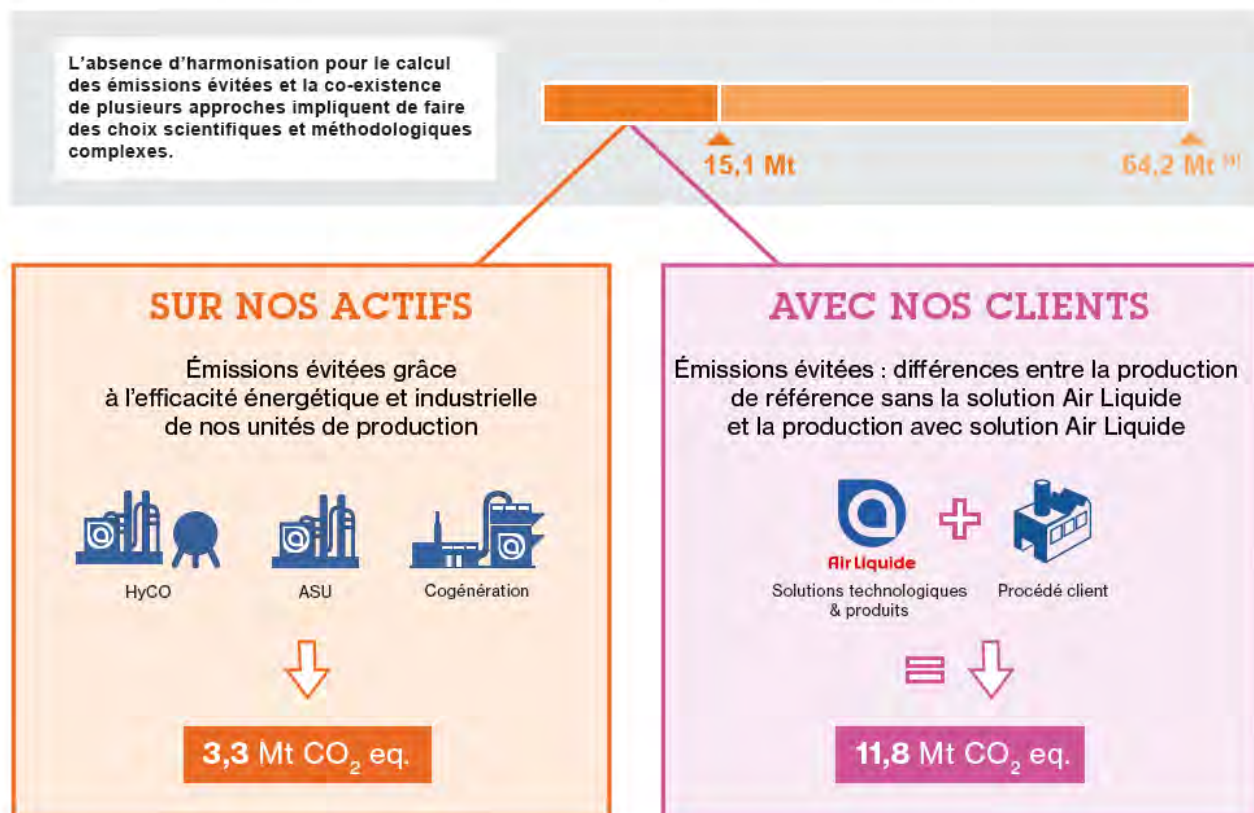 L'absence d'harmonisation pour le calcul
des émissions évitées et la co-existence
de plusieurs approches impliquent de faire
des choix scientifiques et méthodologiques
complexes.
15,1 Mt
64,2 Mt
SUR NOS ACTIFS
Émissions évitées grâce
à l'efficacité énergétique et industrielle
de nos unités de production
HyCO
ASU
Cogénération
3,3 Mt CO₂ eq.
AVEC NOS CLIENTS
Émissions évitées : différences entre la production
de référence sans la solution Air Liquide
et la production avec solution Air Liquide
Air Liquide
Solutions technologiques
& produits
Procédé client
11,8 Mt CO₂ eq.